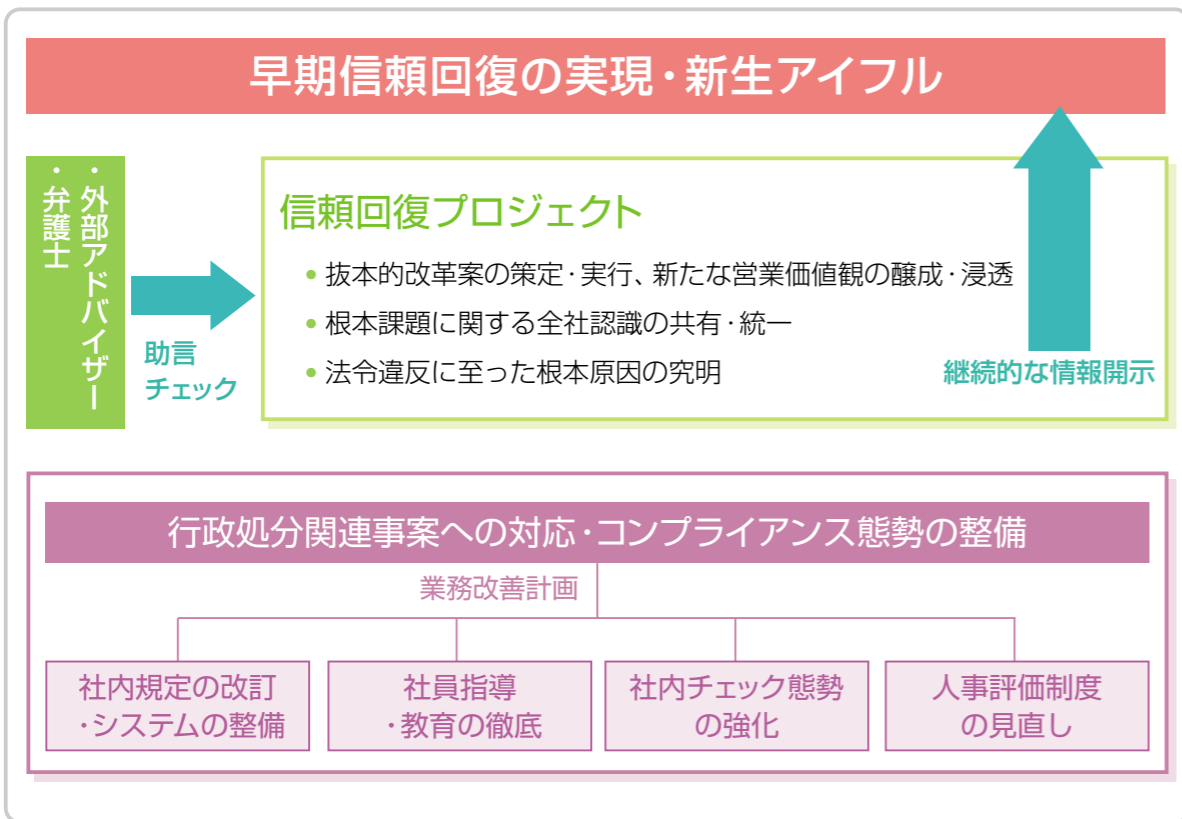 早期信頼回復の実現・新生アイフル
・外部アドバイザー
・弁護士
助言
チェック
信頼回復プロジェクト
• 抜本的改革案の策定・実行、新たな営業価値観の醸成・浸透
• 根本課題に関する全社認識の共有・統一
• 法令違反に至った根本原因の究明
継続的な情報開示
行政処分関連事案への対応・コンプライアンス態勢の整備
業務改善計画
社内規定の改訂
・システムの整備
社員指導
・教育の徹底
社内チェック態勢
の強化
人事評価制度
の見直し